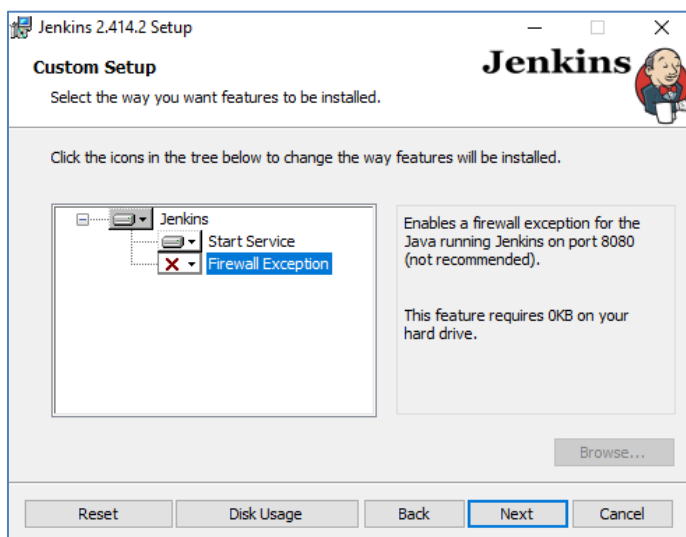 Jenkins 2.414.2 Setup
Custom Setup
Jenkins
Select the way you want features to be installed.
Click the icons in the tree below to change the way features will be installed.
Jenkins
Start Service
Firewall Exception
Enables a firewall exception for the
Java running Jenkins on port 8080
(not recommended).
This feature requires 0KB on your
hard drive.
Browse...
Reset
Disk Usage
Back
Next
Cancel